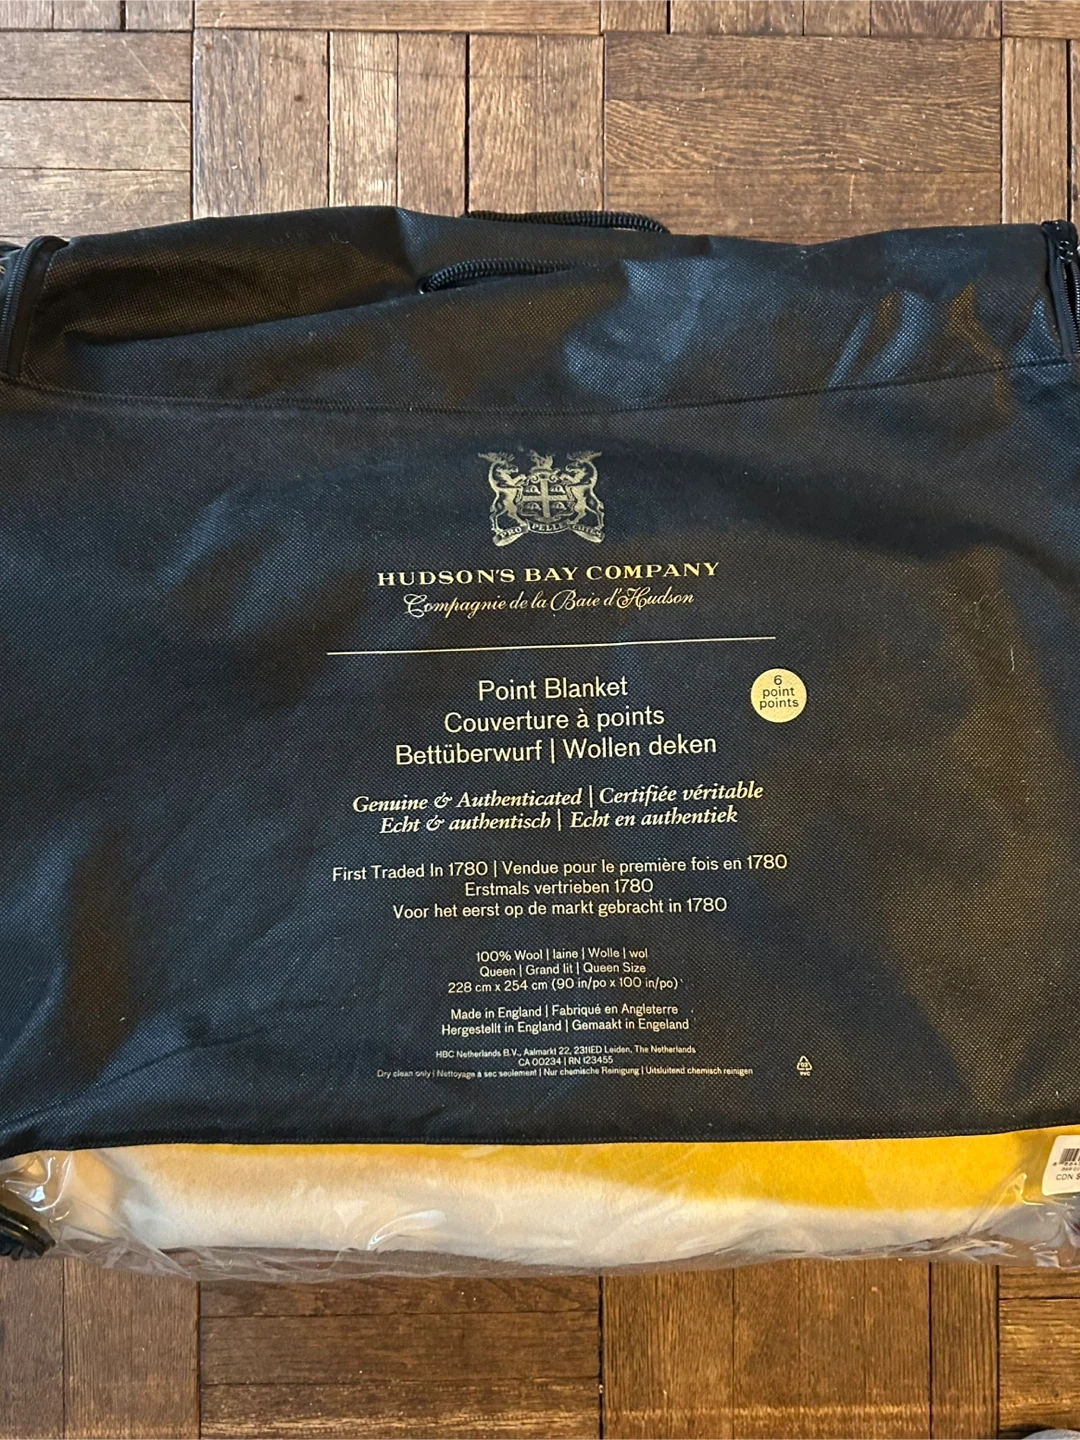 PRO PELLE CUTEM
HUDSON'S BAY COMPANY
Compagnie de la Baie d'Hudson
Point Blanket
Couverture à points
Bettüberwurf | Wollen deken
6
point
points
Genuine & Authenticated | Certifiée véritable
Echt & authentisch | Echt en authentiek
First Traded In 1780 | Vendue pour le première fois en 1780
Erstmals vertrieben 1780
Voor het eerst op de markt gebracht in 1780
100% Wool | laine | Wolle | wol
Queen | Grand lit | Queen Size
228 cm x 254 cm (90 in/po x 100 in/po)
Made in England | Fabriqué en Angleterre
Hergestellt in England | Gemaakt in Engeland
HBC Netherlands B.V., Aalmarkt 22, 2311ED Leiden, The Netherlands
CA 00234 | RN 123455
Dry clean only | Nettoyage à sec seulement | Nur chemische Reinigung | Uitsluitend chemisch reinigen
03
PVC
CDN $